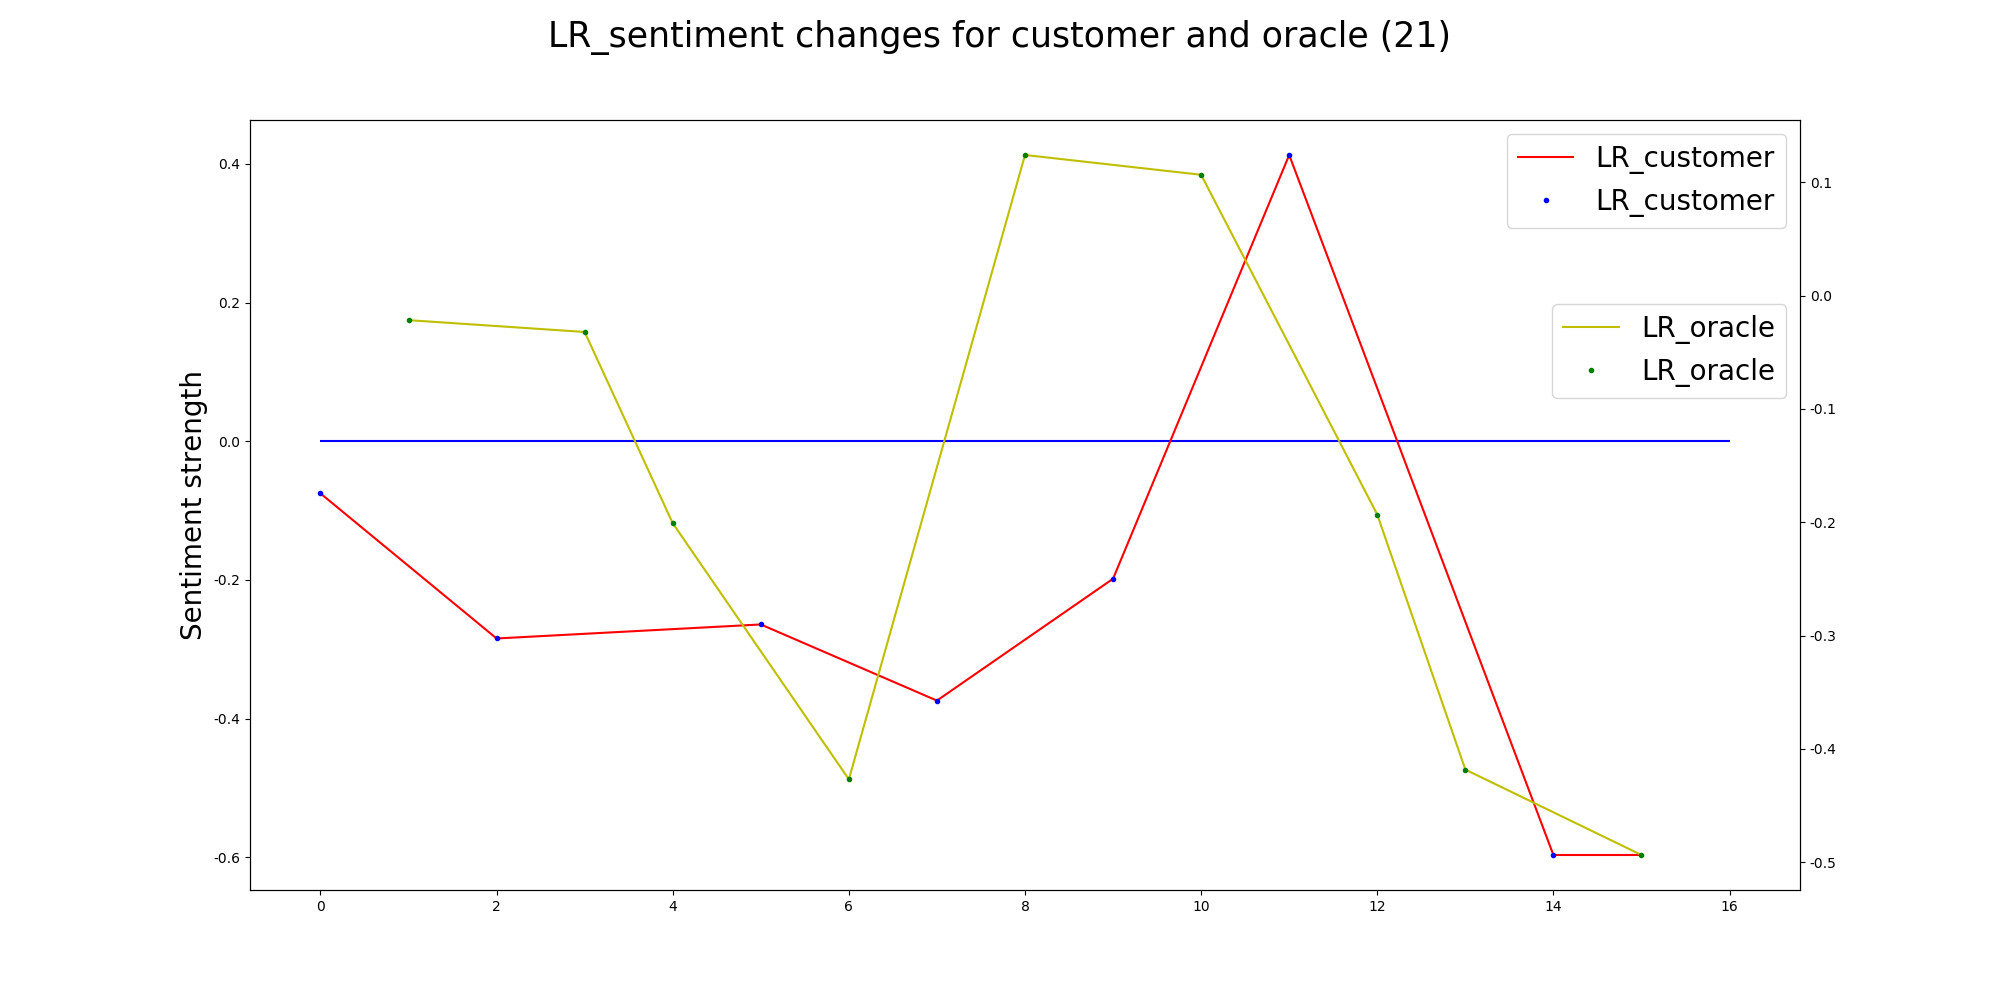 LR_sentiment changes for customer and oracle (21)
Sentiment strength
0.4
0.2
0.0
-0.2
-0.4
-0.6
0 2 4 6 8 10 12 14 16
0.1
0.0
-0.1
-0.2
-0.3
-0.4
-0.5
LR_customer
LR_customer
LR_oracle
LR_oracle